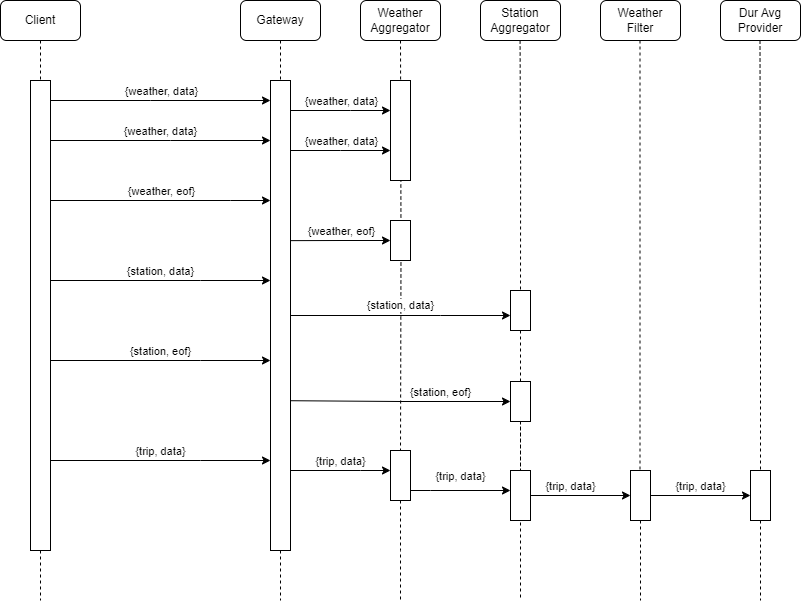 Client
Gateway
Weather
Aggregator
Station
Aggregator
Weather
Filter
Dur Avg
Provider
{weather, data}
{weather, data}
{weather, data}
{weather, data}
{weather, eof}
{weather, eof}
{station, data}
{station, data}
{station, eof}
{station, eof}
{trip, data}
{trip, data}
{trip, data}
{trip, data}
{trip, data}